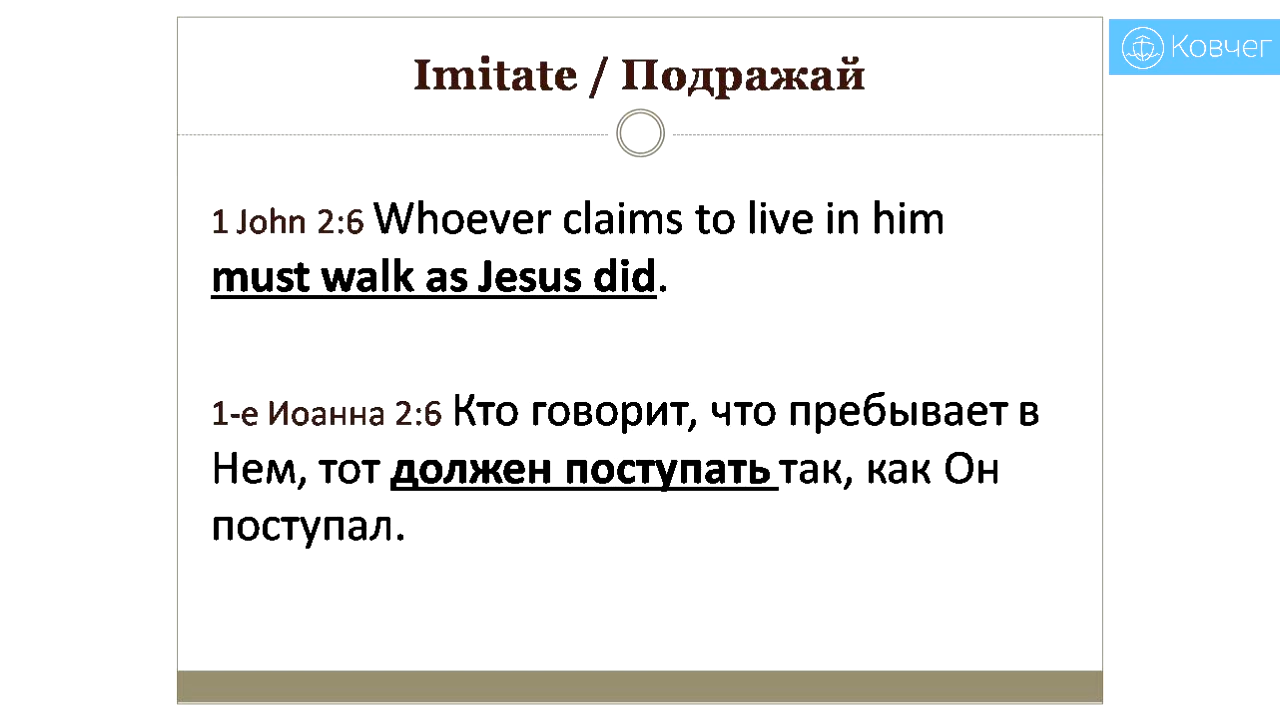 Imitate / Подражай
Ковчег
1 John 2:6 Whoever claims to live in him
must walk as Jesus did.
1-е Иоанна 2:6 Кто говорит, что пребывает в
Нем, тот должен поступать так, как Он
поступал.